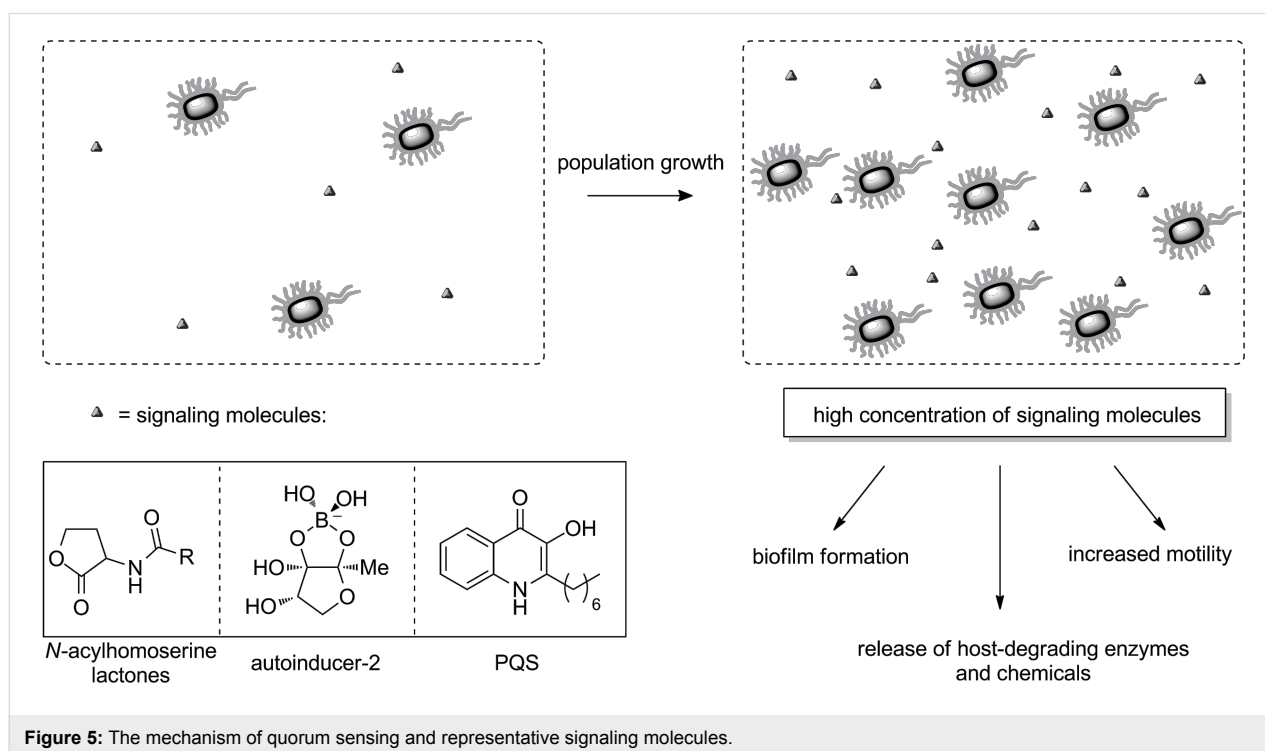 population growth
= signaling molecules:
high concentration of signaling molecules
HO
OH
B
−
O
O
HO
Me
HO
O
O
O
N
H
R
O
O
OH
N
H
6
biofilm formation
increased motility
release of host-degrading enzymes
and chemicals
N-acylhomoserine
lactones
autoinducer-2
PQS
Figure 5: The mechanism of quorum sensing and representative signaling molecules.